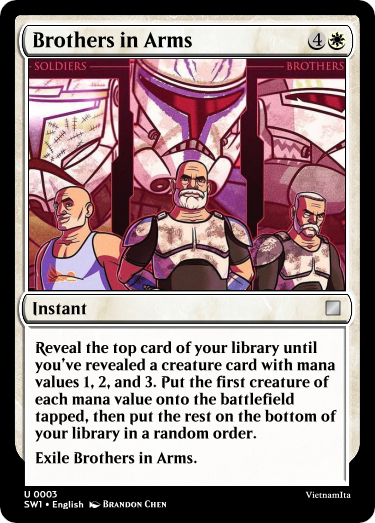 Brothers in Arms 4
SOLDIERS BROTHERS
Instant
Reveal the top card of your library until
you've revealed a creature card with mana
values 1, 2, and 3. Put the first creature of
each mana value onto the battlefield
tapped, then put the rest on the bottom of
your library in a random order.
Exile Brothers in Arms.
U 0003 VietnamIta
SW1 • English BRANDON CHEN